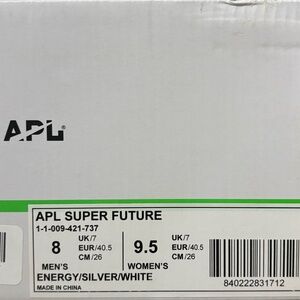 APL®
APL SUPER FUTURE
1-1-009-421-737
8 UK/7 EUR/40.5 CM/26 MEN'S
9.5 UK/7 EUR/40.5 CM/26 WOMEN'S
ENERGY/SILVER/WHITE
MADE IN CHINA
840222831712